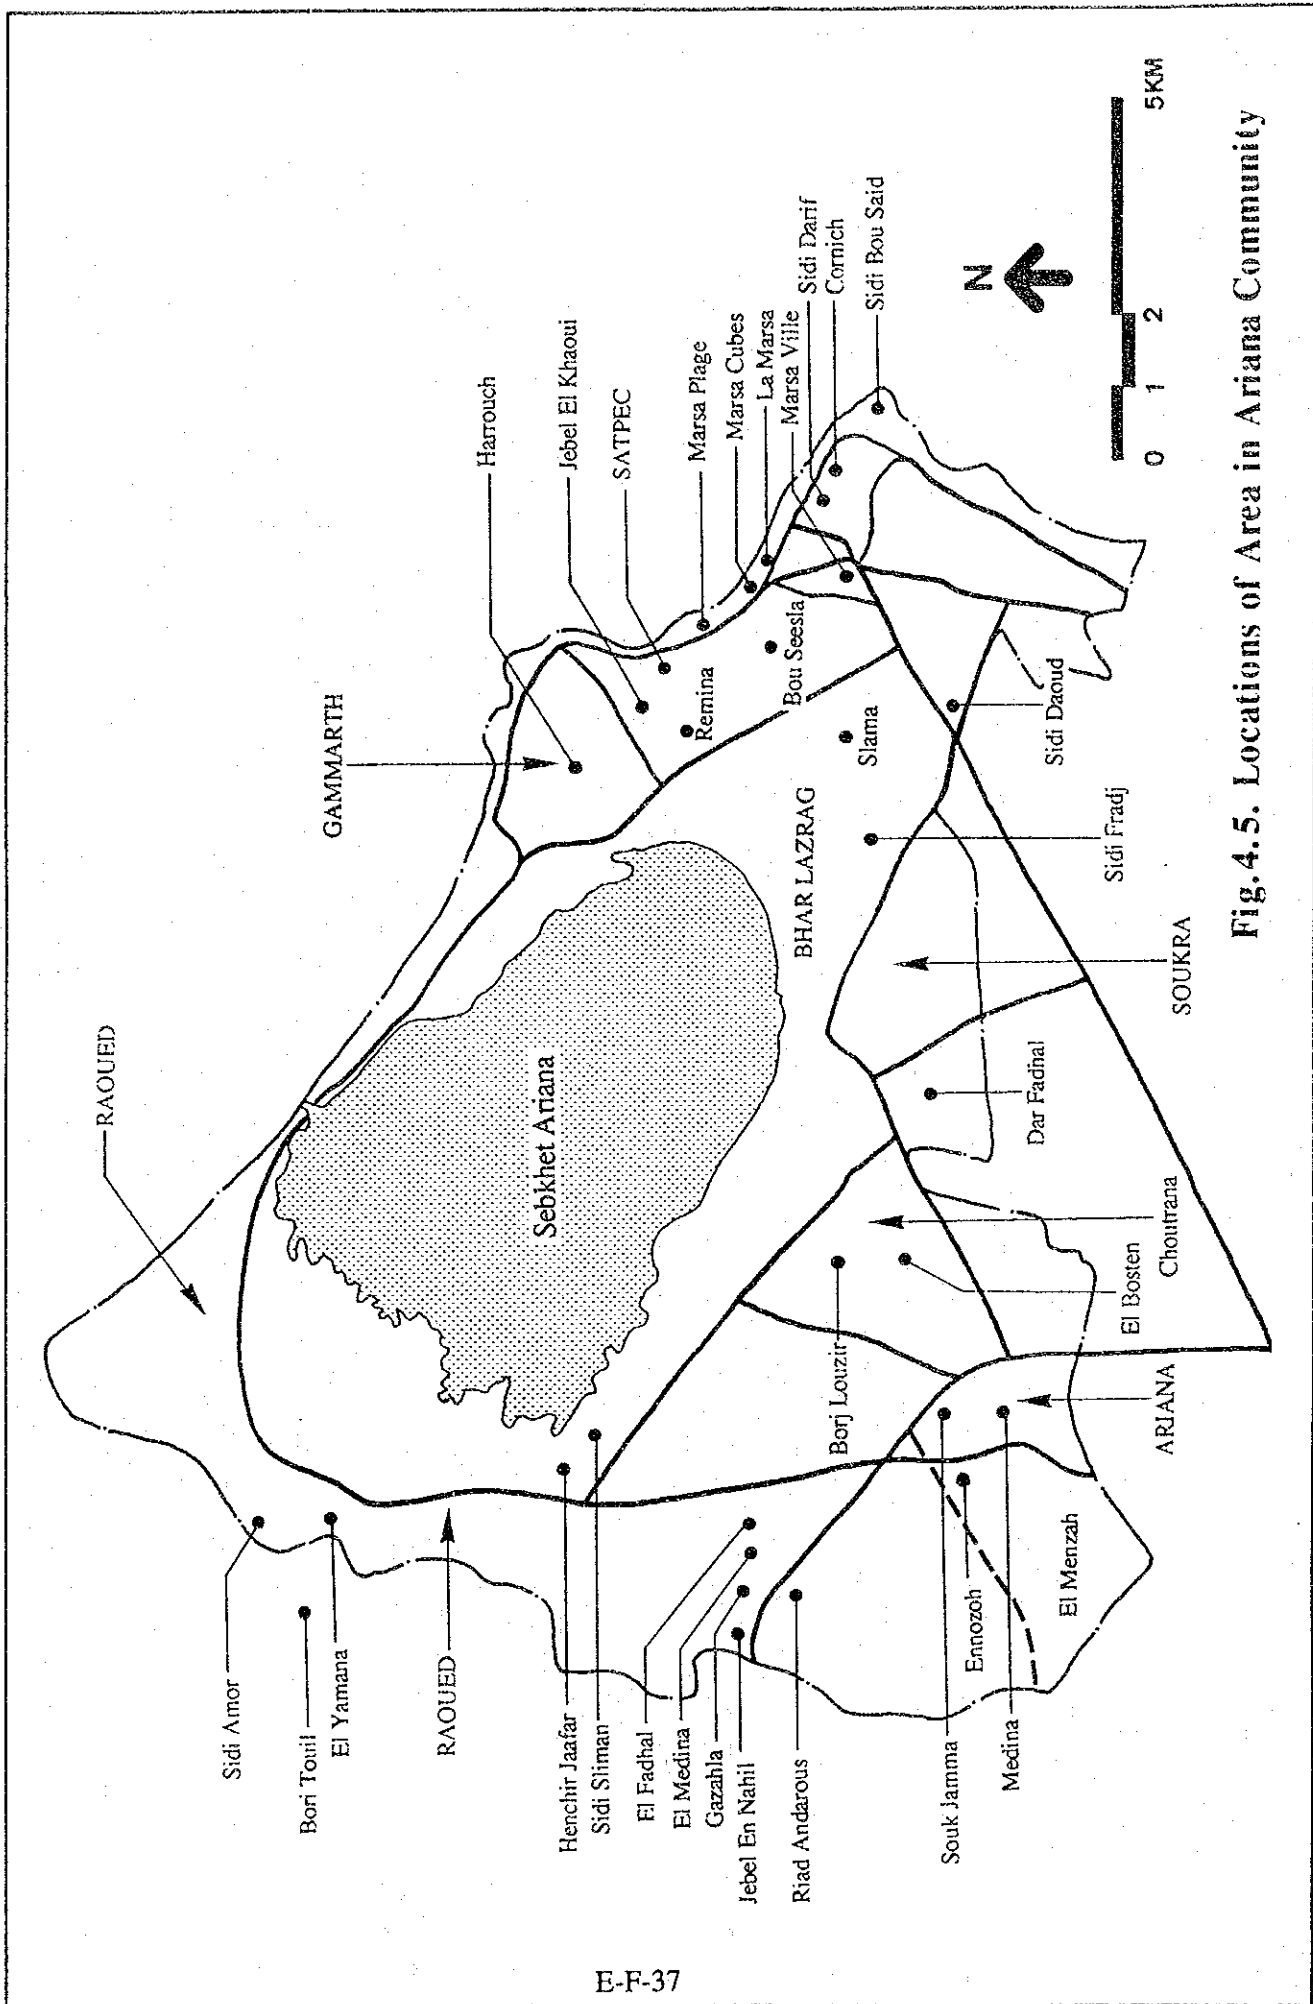 RAOUED
GAMMARTH
Harrouch
Jebel El Khaoui
SATPEC
Marsa Plage
Marsa Cubes
La Marsa
Marsa Ville
Sidi Darif
Cornich
Sidi Bou Said
Sidi Amor
Bori Touil
El Yamana
RAOUED
Henchir Jaafar
Sidi Sliman
El Fadhal
El Medina
Gazahla
Jebel En Nahil
Riad Andarous
Souk Jamma
Medina
Sebkhet Ariana
Remina
Bou Seesla
Slama
BHAR LAZRAG
Sidi Daoud
Sidi Fradj
SOUKRA
Dar Fadhal
Borj Louzir
Choutrana
El Bosten
ARIANA
Ennozoh
El Menzah
N
0 1 2 5KM
Fig.4.5. Locations of Area in Ariana Community
E-F-37